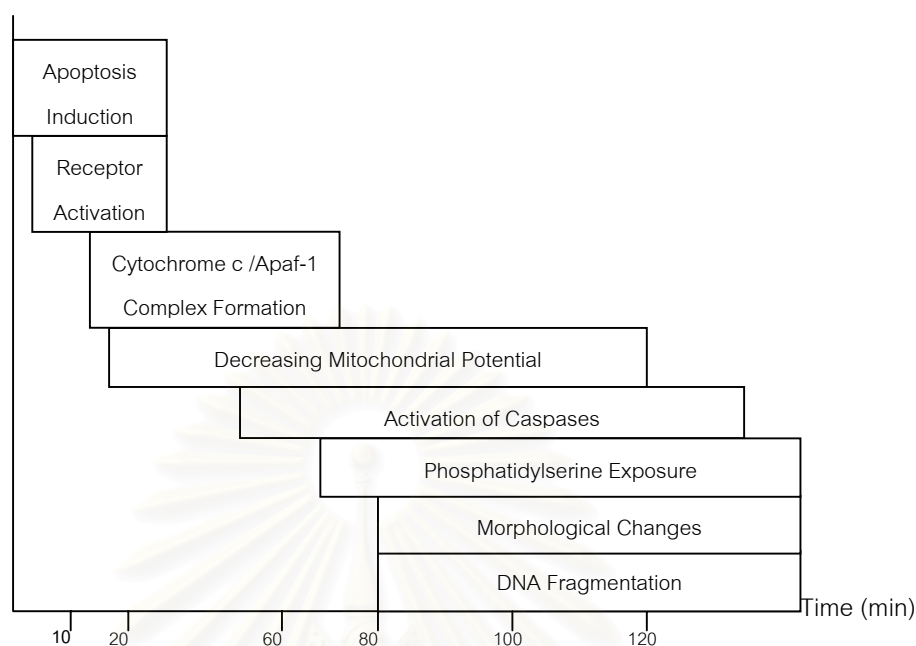 Apoptosis
Induction
Receptor
Activation
Cytochrome c /Apaf-1
Complex Formation
Decreasing Mitochondrial Potential
Activation of Caspases
Phosphatidylserine Exposure
Morphological Changes
DNA Fragmentation
Time (min)
10 20 60 80 100 120